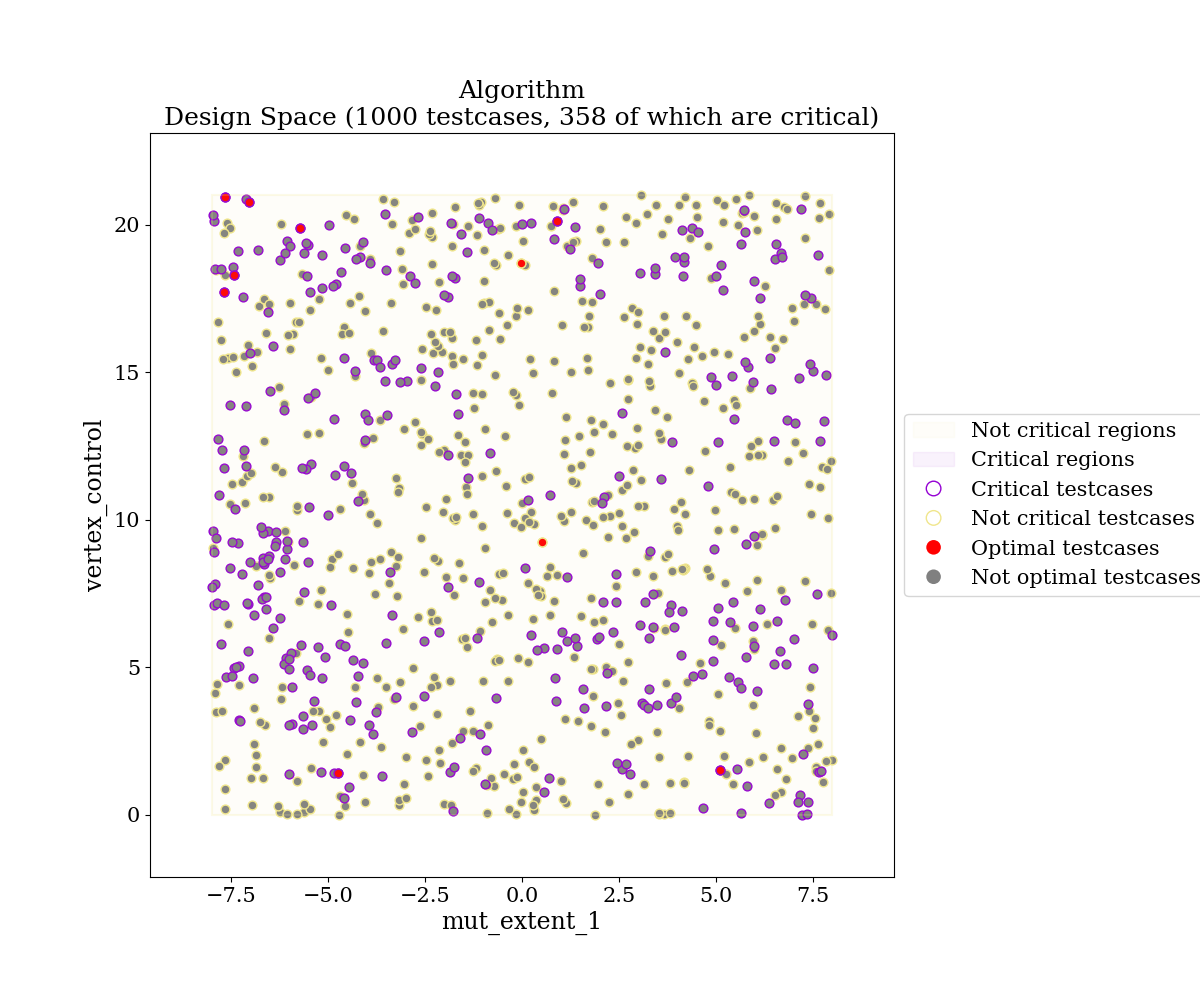 Algorithm
Design Space (1000 testcases, 358 of which are critical)
20
15
10
5
0
vertex_control
−7.5 −5.0 −2.5 0.0 2.5 5.0 7.5
mut_extent_1
Not critical regions
Critical regions
Critical testcases
Not critical testcases
Optimal testcases
Not optimal testcases